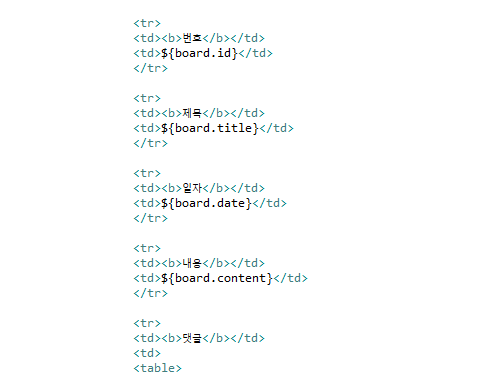 <tr>
<td><b>번호</b></td>
<td>${board.id}</td>
</tr>
<tr>
<td><b>제목</b></td>
<td>${board.title}</td>
</tr>
<tr>
<td><b>일자</b></td>
<td>${board.date}</td>
</tr>
<tr>
<td><b>내용</b></td>
<td>${board.content}</td>
</tr>
<tr>
<td><b>댓글</b></td>
<td>
<table>